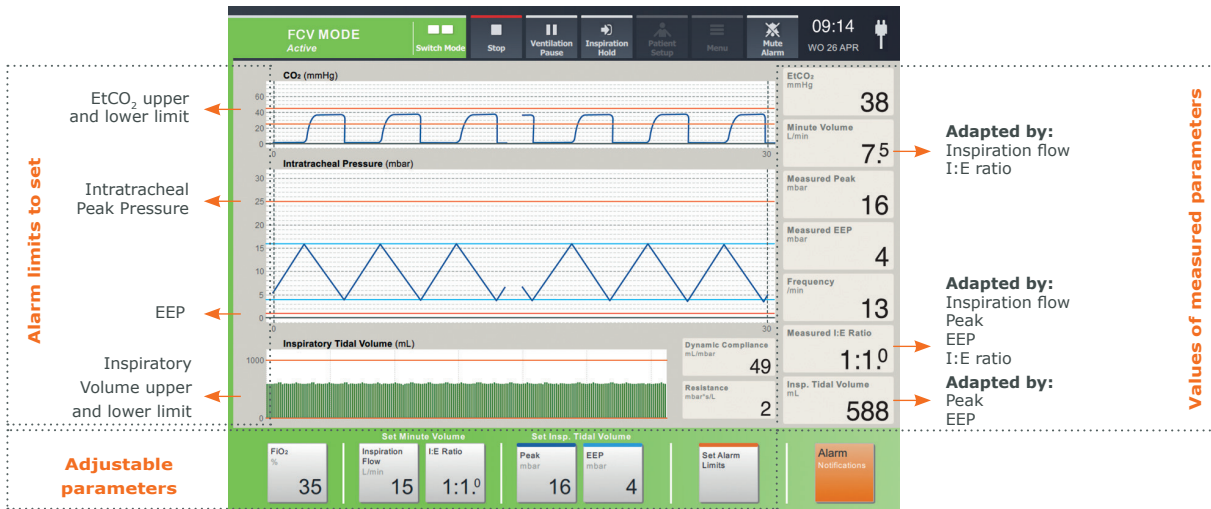 FCV MODE
Active
Switch Mode
Stop
Ventilation
Pause
Inspiration
Hold
Patient
Setup
Menu
Mute
Alarm
09:14
WO 26 APR
Alarm limits to set
EtCO2 upper
and lower limit
Intratracheal
Peak Pressure
EEP
Inspiratory
Volume upper
and lower limit
CO2 (mmHg)
60
40
20
0
0
30
Intratracheal Pressure (mbar)
30
25
20
15
10
5
0
0
30
Inspiratory Tidal Volume (mL)
1000
0
Dynamic Compliance
mL/mbar
49
Resistance
mbar*s/L
2
EtCO2
mmHg
38
Minute Volume
L/min
7.5
Measured Peak
mbar
16
Measured EEP
mbar
4
Frequency
/min
13
Measured I:E Ratio
1:1.0
Insp. Tidal Volume
mL
588
Adapted by:
Inspiration flow
I:E ratio
Adapted by:
Inspiration flow
Peak
EEP
I:E ratio
Adapted by:
Peak
EEP
Values of measured parameters
Adjustable
parameters
Set Minute Volume
Set Insp. Tidal Volume
FiO2
%
35
Inspiration
Flow
L/min
15
I:E Ratio
1:1.0
Peak
mbar
16
EEP
mbar
4
Set Alarm
Limits
Alarm
Notifications